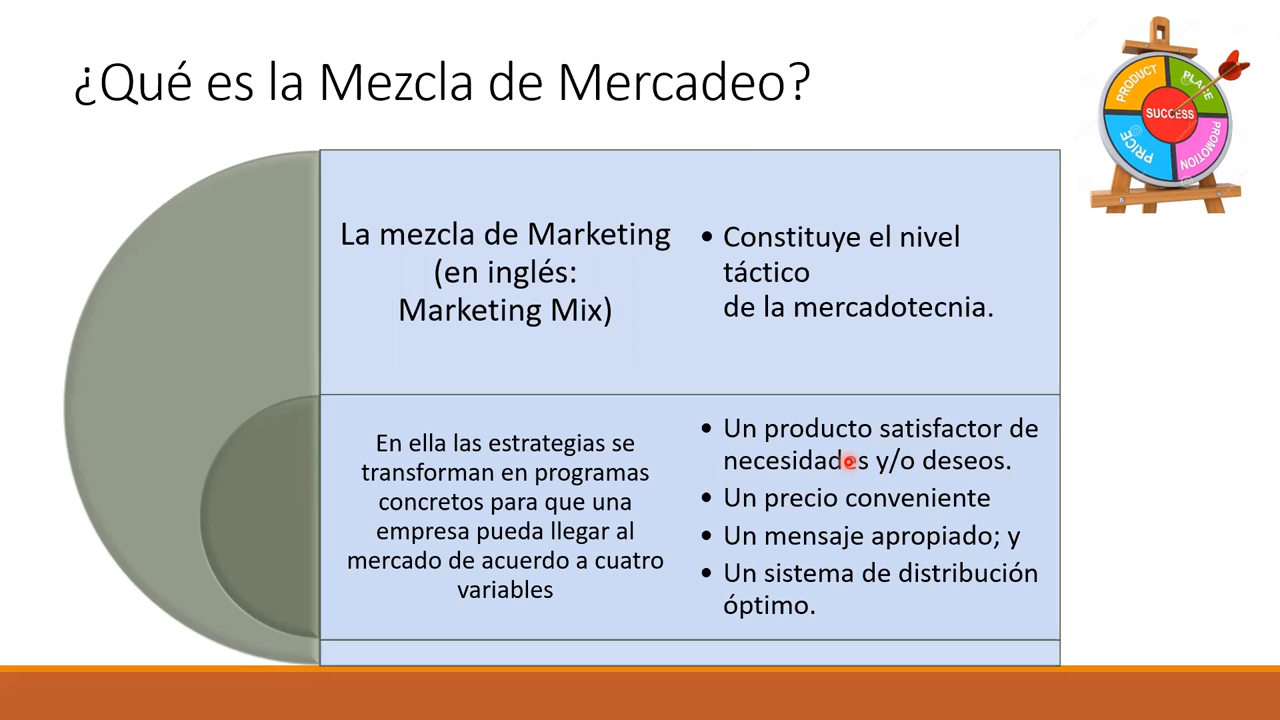 ¿Qué es la Mezcla de Mercadeo?
PRODUCT
PLACE
SUCCESS
PRICE
PROMOTION
La mezcla de Marketing
(en inglés:
Marketing Mix)
• Constituye el nivel
táctico
de la mercadotecnia.
En ella las estrategias se
transforman en programas
concretos para que una
empresa pueda llegar al
mercado de acuerdo a cuatro
variables
• Un producto satisfactor de
necesidades y/o deseos.
• Un precio conveniente
• Un mensaje apropiado; y
• Un sistema de distribución
óptimo.